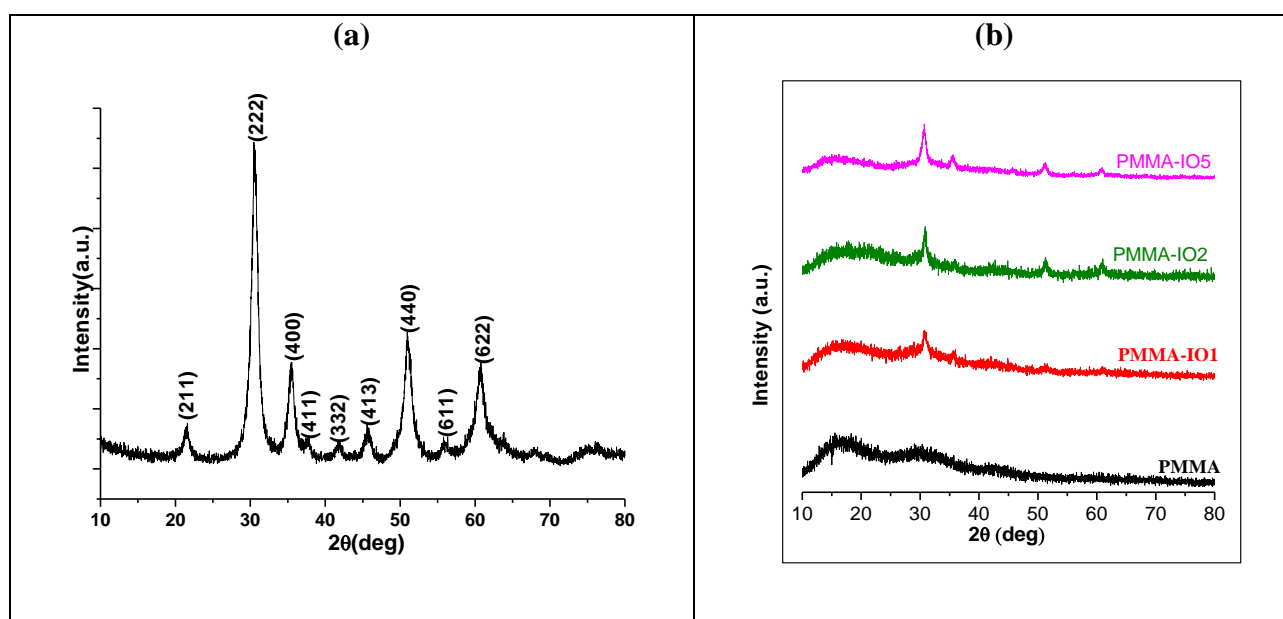 (a)
Intensity(a.u.)
(211)
(222)
(400)
(411)
(332)
(413)
(440)
(611)
(622)
10 20 30 40 50 60 70 80
2θ(deg)
(b)
Intensity (a.u.)
PMMA-IO5
PMMA-IO2
PMMA-IO1
PMMA
10 20 30 40 50 60 70 80
2θ (deg)